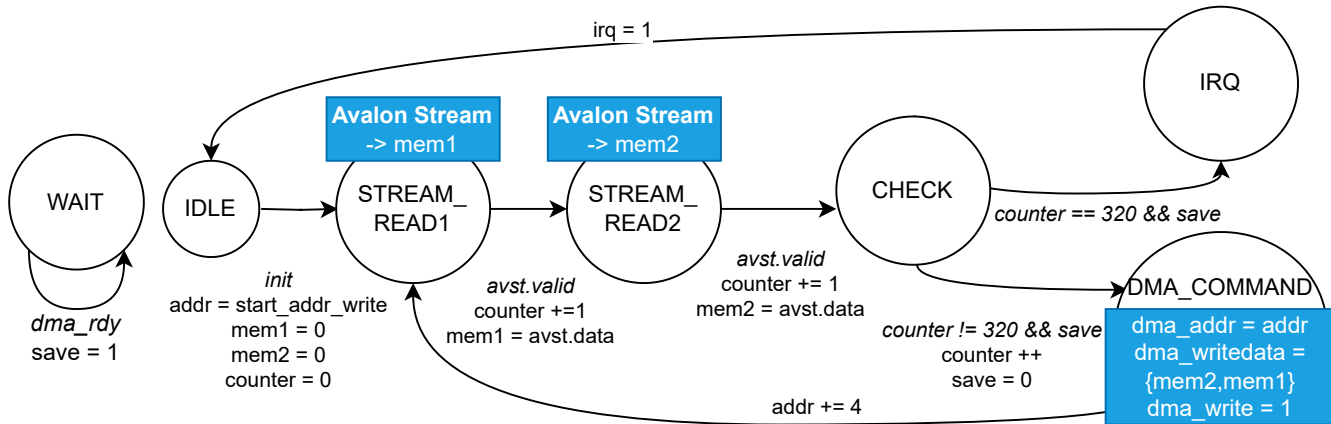 irq = 1
IRQ
Avalon Stream
-> mem1
Avalon Stream
-> mem2
WAIT
IDLE
STREAM_
READ1
STREAM_
READ2
CHECK
counter == 320 && save
dma_rdy
save = 1
init
addr = start_addr_write
mem1 = 0
mem2 = 0
counter = 0
avst.valid
counter +=1
mem1 = avst.data
avst.valid
counter += 1
mem2 = avst.data
counter != 320 && save
counter ++
save = 0
DMA_COMMAND
dma_addr = addr
dma_writedata =
{mem2,mem1}
dma_write = 1
addr += 4